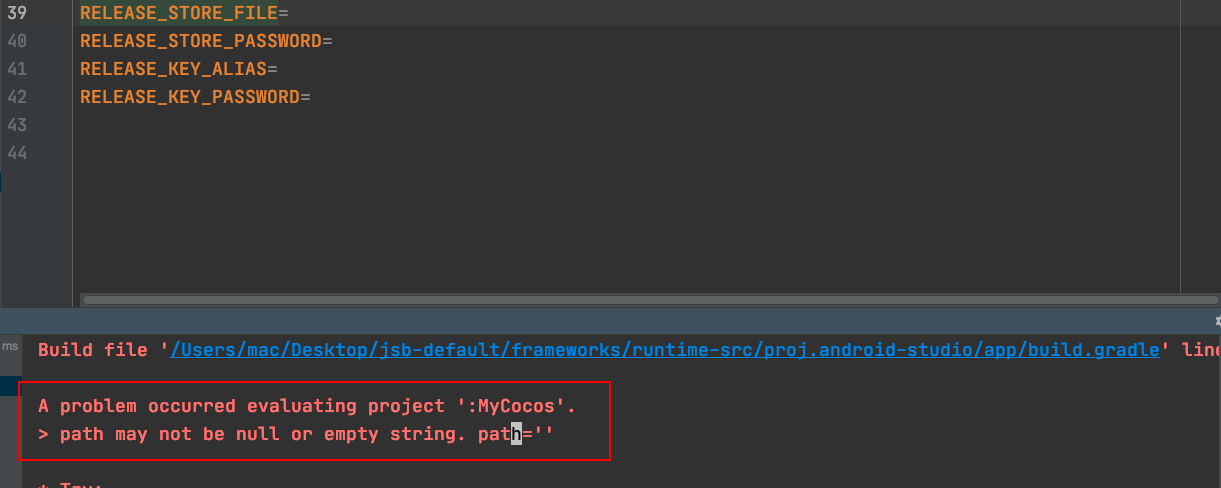 39 RELEASE_STORE_FILE=
40 RELEASE_STORE_PASSWORD=
41 RELEASE_KEY_ALIAS=
42 RELEASE_KEY_PASSWORD=
43
44
ms
Build file '/Users/mac/Desktop/jsb-default/frameworks/runtime-src/proj.android-studio/app/build.gradle' line
A problem occurred evaluating project ':MyCocos'.
> path may not be null or empty string. path=''
* Try: